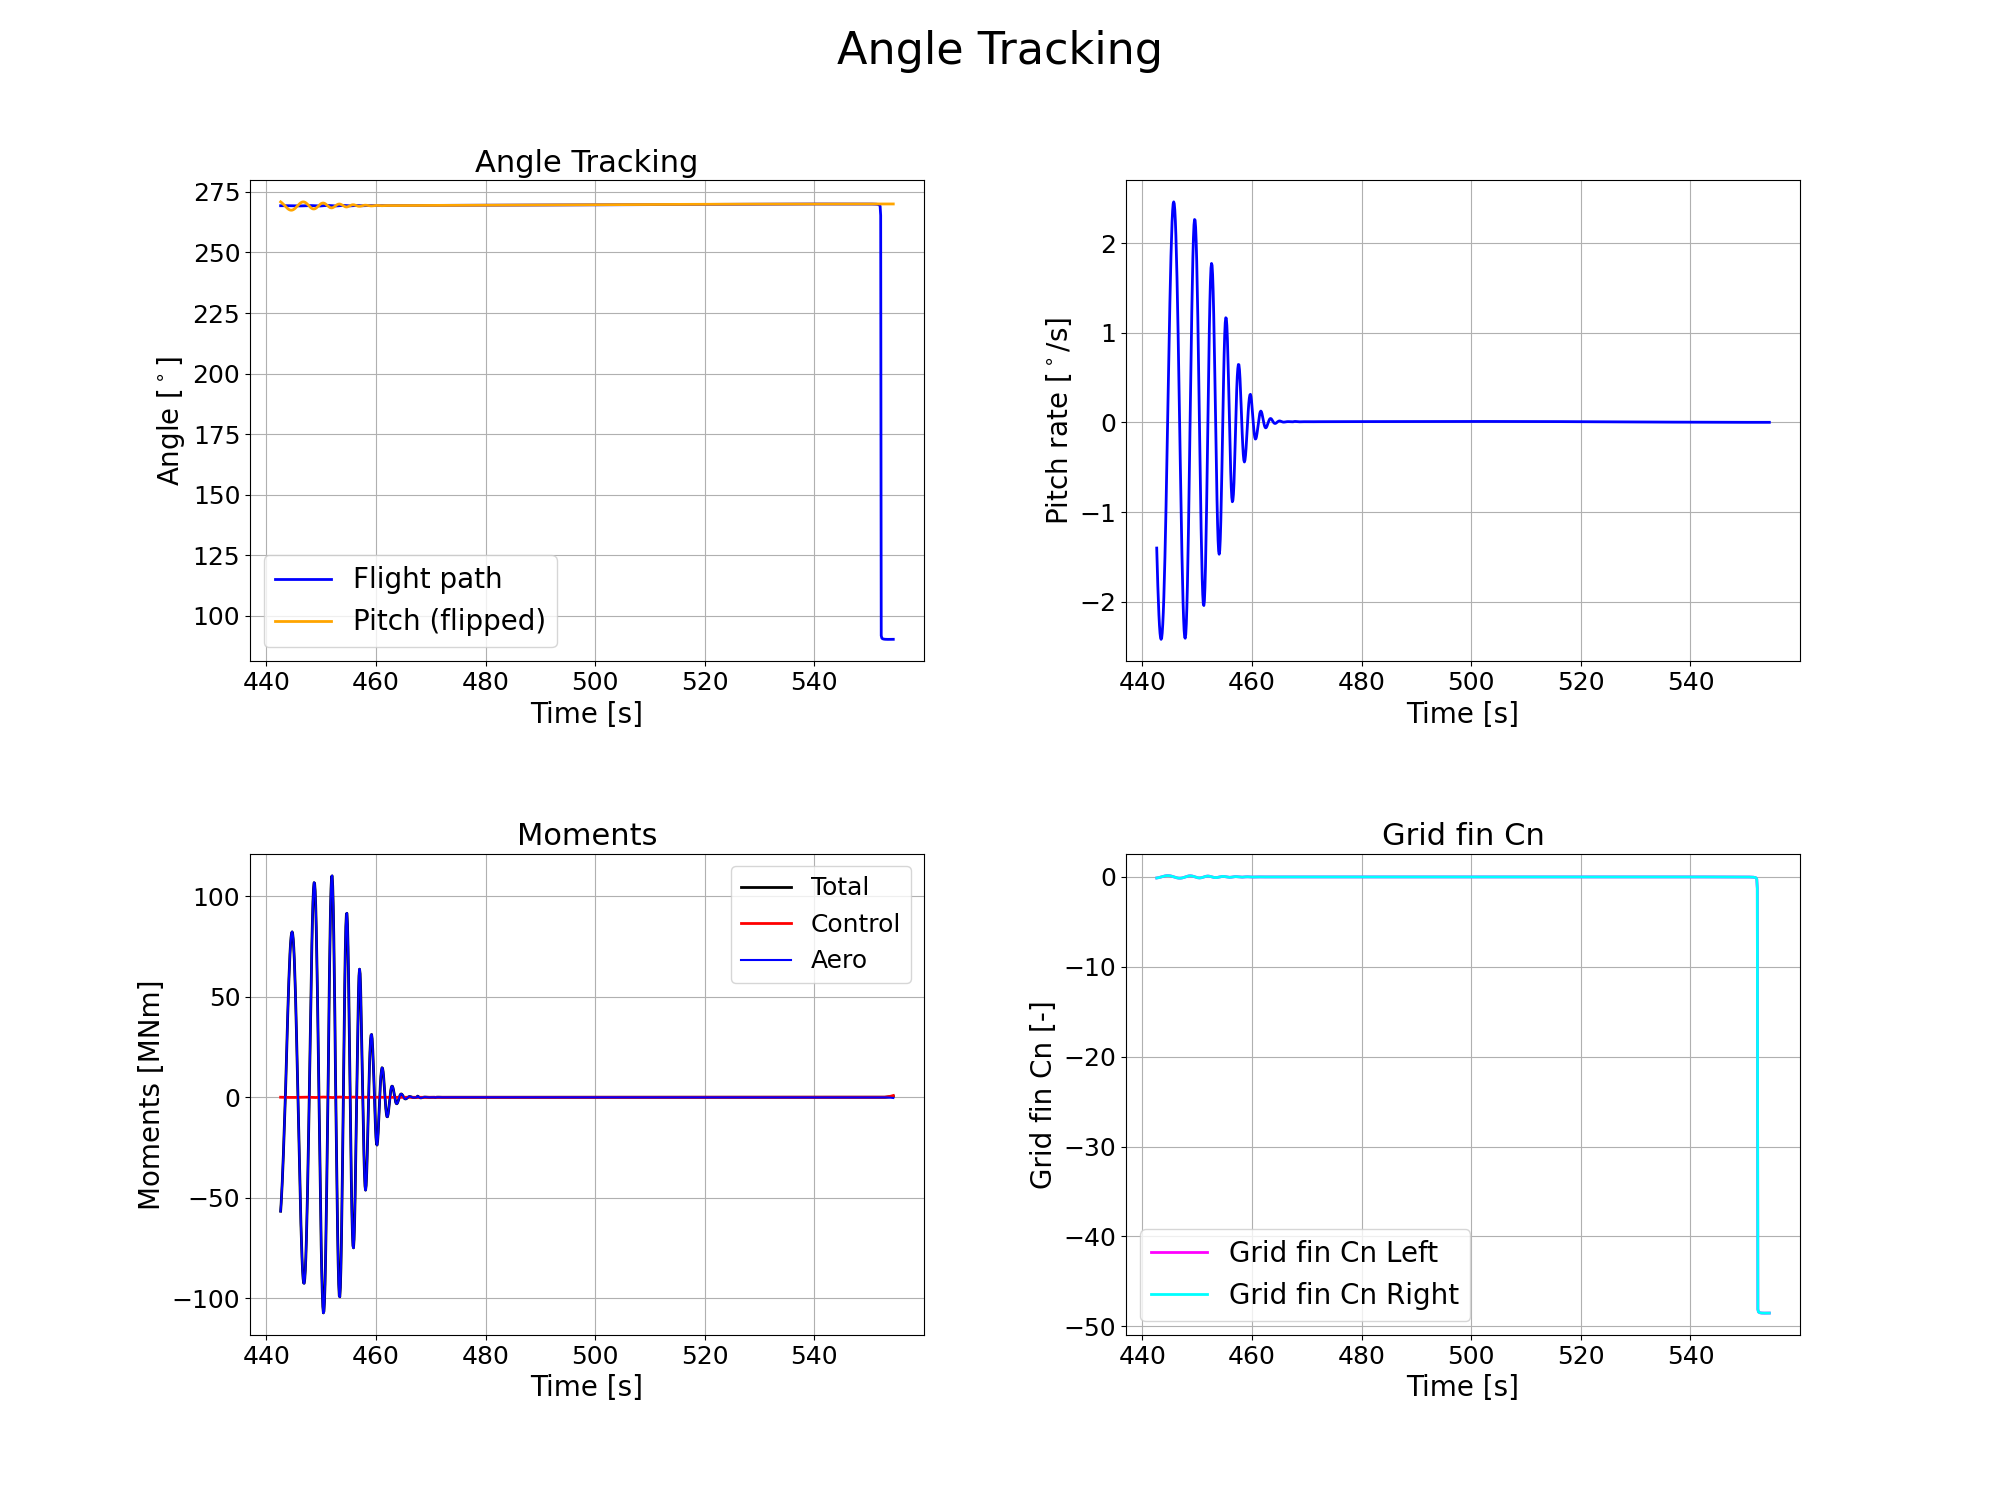 Angle Tracking
Angle Tracking
275
250
225
200
175
150
125
100
Angle [°]
Flight path
Pitch (flipped)
440 460 480 500 520 540
Time [s]
2
1
0
−1
−2
Pitch rate [°/s]
440 460 480 500 520 540
Time [s]
Moments
100
50
0
−50
−100
Moments [MNm]
Total
Control
Aero
440 460 480 500 520 540
Time [s]
Grid fin Cn
0
−10
−20
−30
−40
−50
Grid fin Cn [-]
Grid fin Cn Left
Grid fin Cn Right
440 460 480 500 520 540
Time [s]